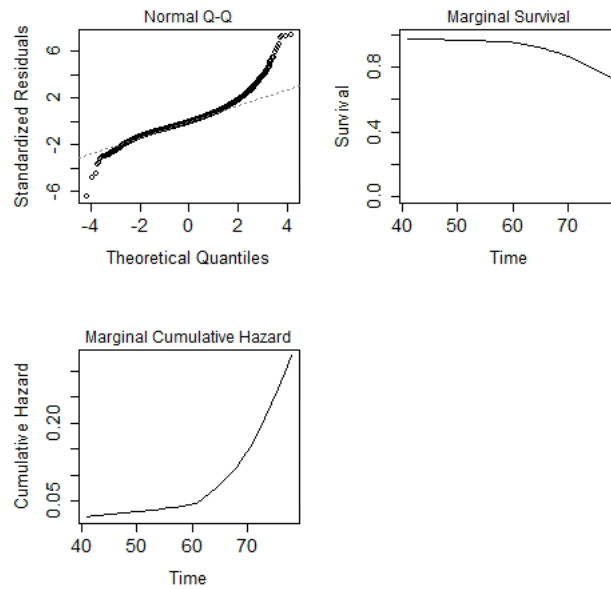 Normal Q-Q
Standardized Residuals
6
2
-2
-6
-4 -2 0 2 4
Theoretical Quantiles
Marginal Survival
Survival
0.8
0.4
0.0
40 50 60 70
Time
Marginal Cumulative Hazard
Cumulative Hazard
0.20
0.05
40 50 60 70
Time